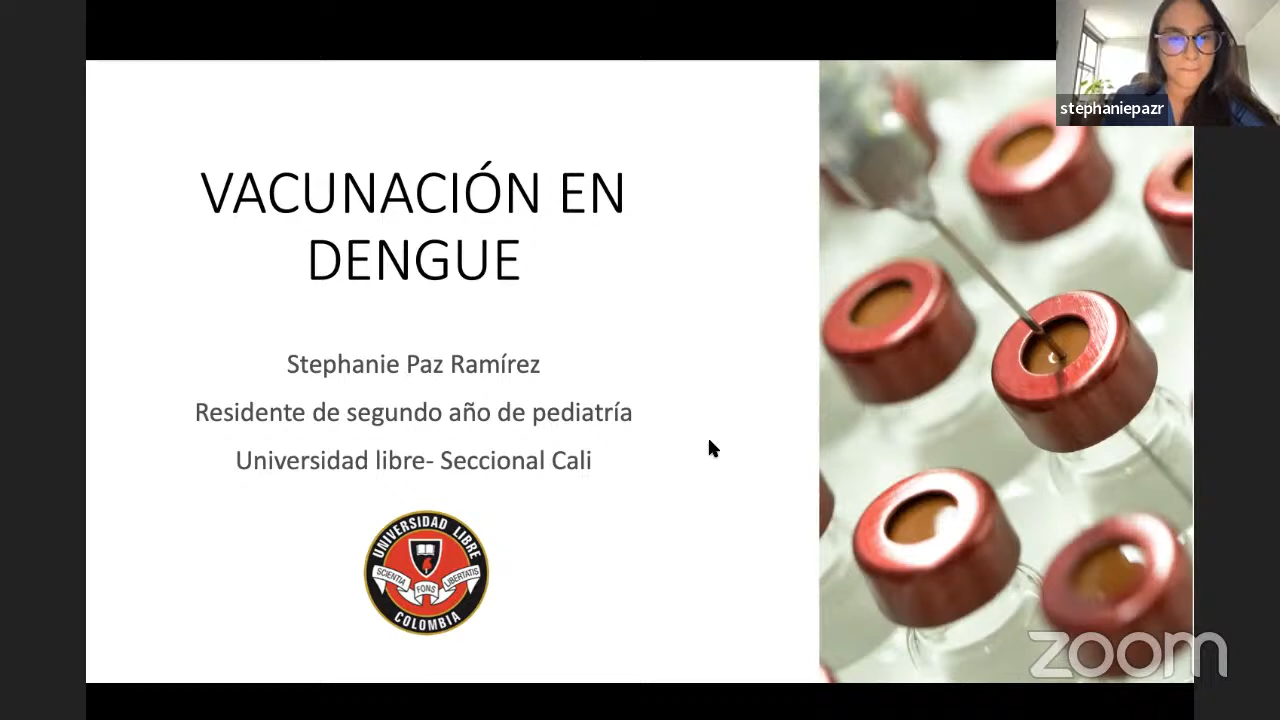 stephaniepazr
VACUNACIÓN EN
DENGUE
Stephanie Paz Ramírez
Residente de segundo año de pediatría
Universidad libre- Seccional Cali
UNIVERSIDAD LIBRE
SCIENTIA FONS LIBERTATIS
COLOMBIA
zoom